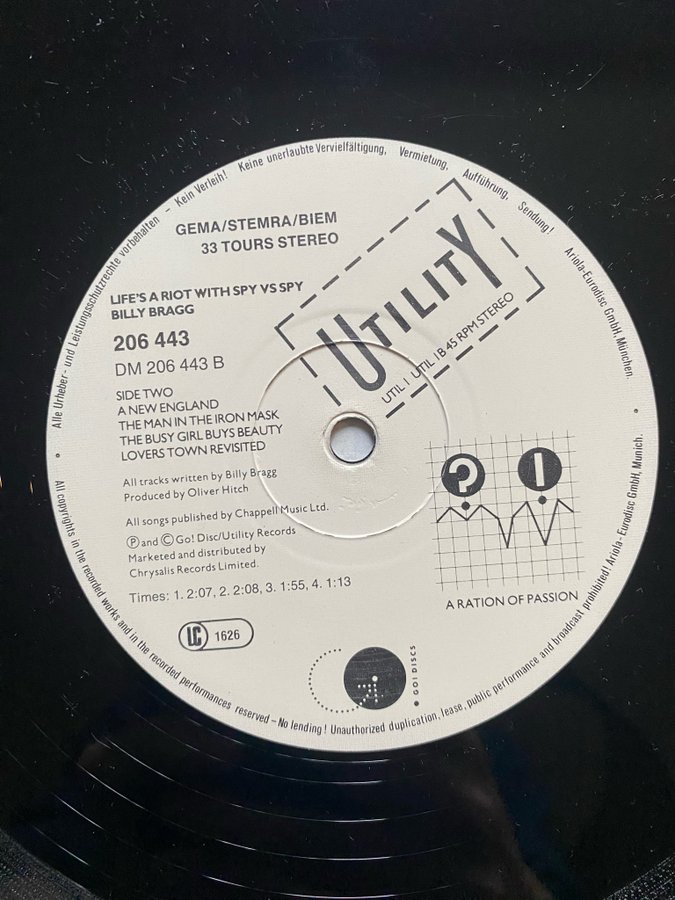 Alle Urheber- und Leistungsschutzrechte vorbehalten – Kein Verleih! Keine unerlaubte Vervielfältigung, Vermietung, Aufführung, Sendung! Ariola-Eurodisc GmbH, München.
GEMA/STEMRA/BIEM
33 TOURS STEREO
UTILITY
UTIL I UTIL IB 45 RPM STEREO
LIFE'S A RIOT WITH SPY VS SPY
BILLY BRAGG
206 443
DM 206 443 B
SIDE TWO
A NEW ENGLAND
THE MAN IN THE IRON MASK
THE BUSY GIRL BUYS BEAUTY
LOVERS TOWN REVISITED
All tracks written by Billy Bragg
Produced by Oliver Hitch
All songs published by Chappell Music Ltd.
Ⓟ and © Go! Disc/Utility Records
Marketed and distributed by
Chrysalis Records Limited.
Times: 1. 2:07, 2. 2:08, 3. 1:55, 4. 1:13
? !
A RATION OF PASSION
LC 1626
GO! DISCS
All copyrights in the recorded works and in the recorded performances reserved – No lending! Unauthorized duplication, lease, public performance and broadcast prohibited! Ariola-Eurodisc GmbH, Munich.